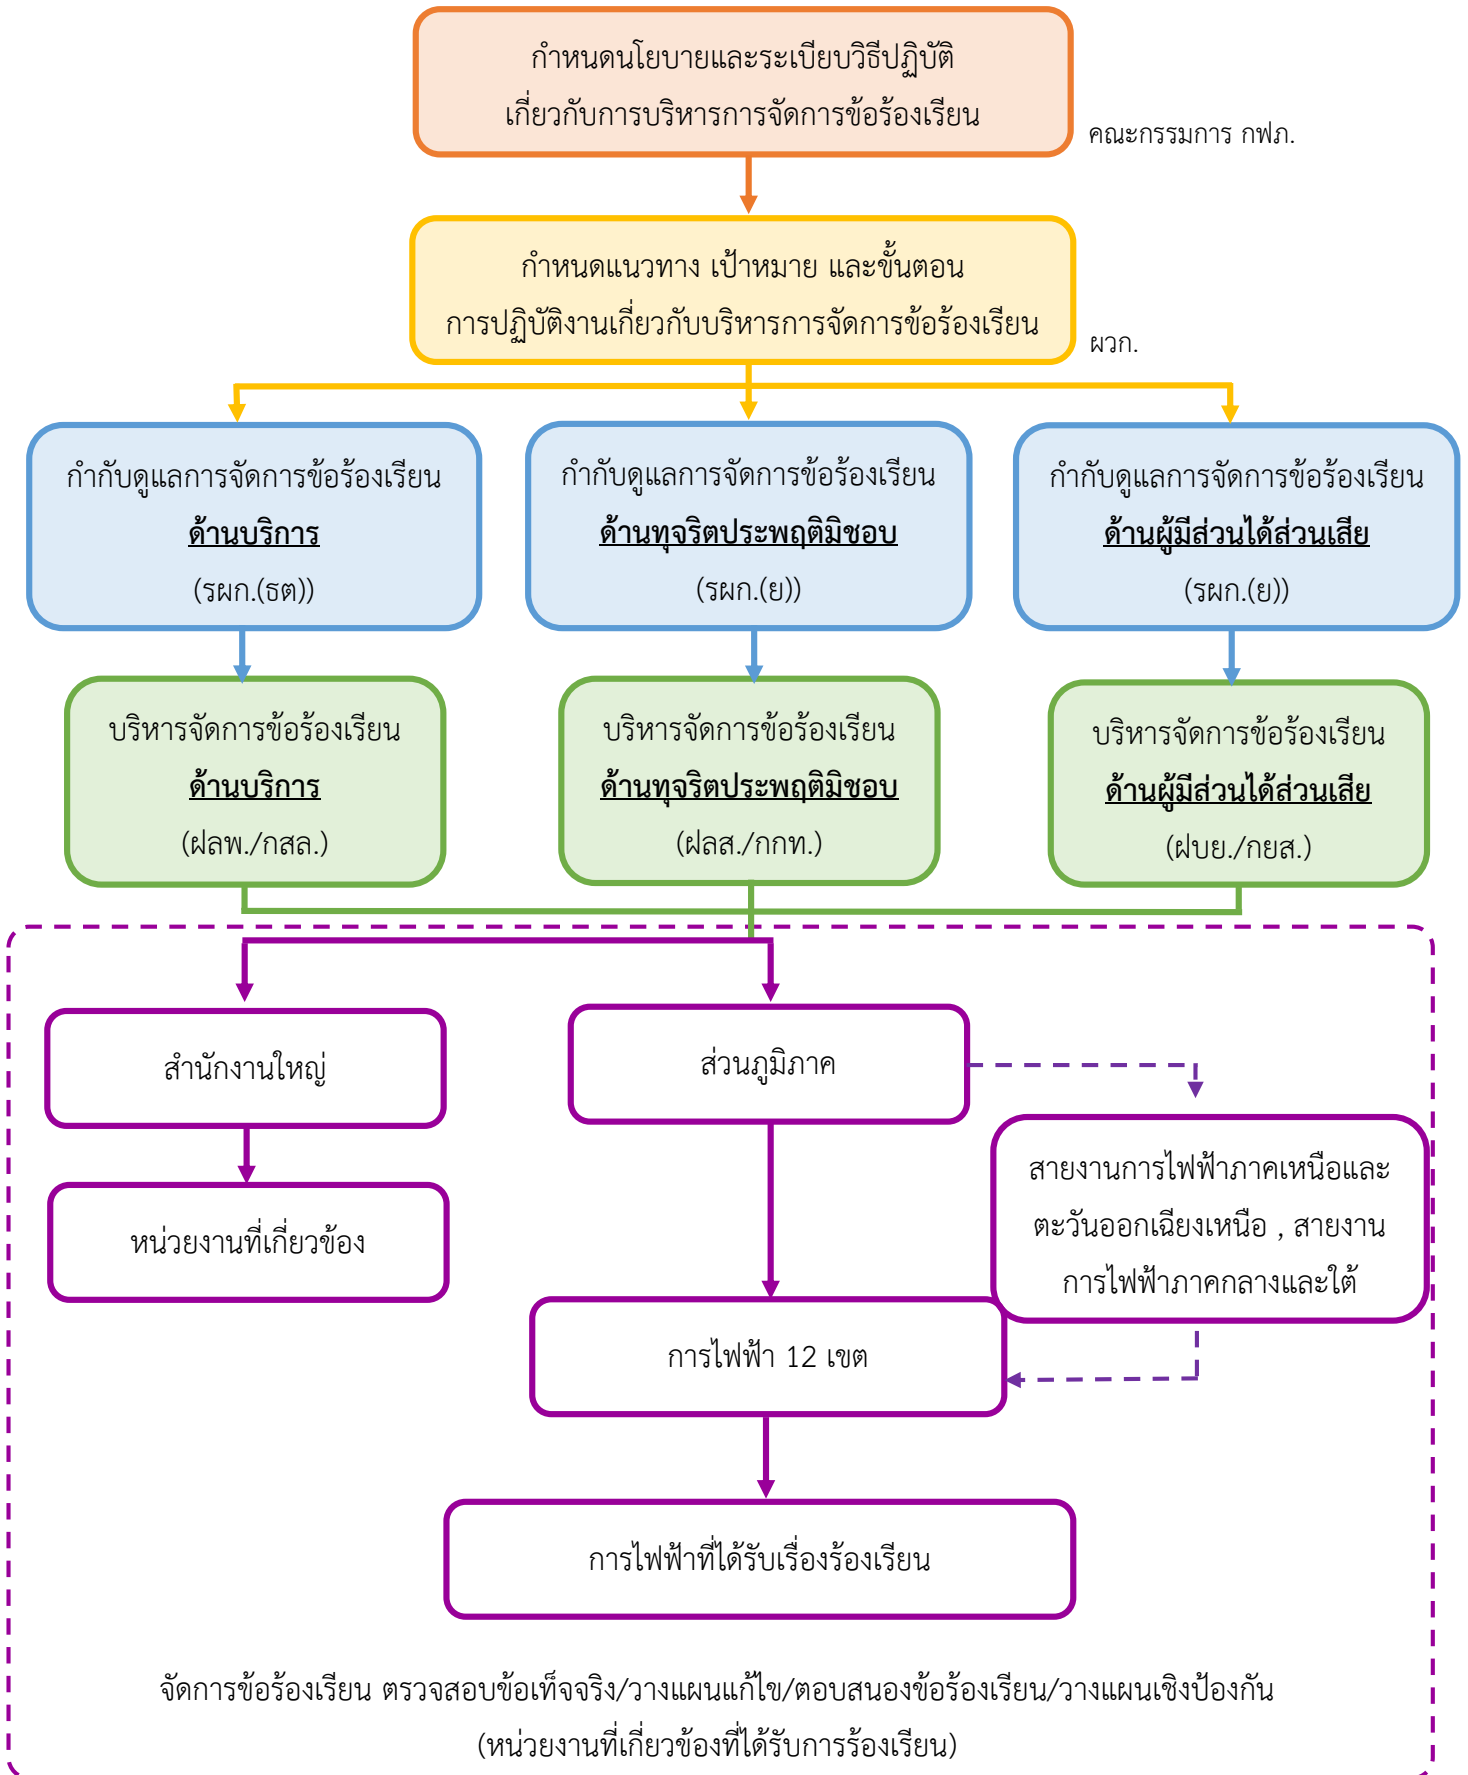 กำหนดนโยบายและระเบียบวิธีปฏิบัติ
เกี่ยวกับการบริหารการจัดการข้อร้องเรียน
คณะกรรมการ กฟภ.
กำหนดแนวทาง เป้าหมาย และขั้นตอน
การปฏิบัติงานเกี่ยวกับบริหารการจัดการข้อร้องเรียน
ผวก.
กำกับดูแลการจัดการข้อร้องเรียน
ด้านบริการ
(รผก.(ธต))
กำกับดูแลการจัดการข้อร้องเรียน
ด้านทุจริตประพฤติมิชอบ
(รผก.(ย))
กำกับดูแลการจัดการข้อร้องเรียน
ด้านผู้มีส่วนได้ส่วนเสีย
(รผก.(ย))
บริหารจัดการข้อร้องเรียน
ด้านบริการ
(ฝลพ./กสล.)
บริหารจัดการข้อร้องเรียน
ด้านทุจริตประพฤติมิชอบ
(ฝลส./กกท.)
บริหารจัดการข้อร้องเรียน
ด้านผู้มีส่วนได้ส่วนเสีย
(ฝบย./กยส.)
สำนักงานใหญ่
ส่วนภูมิภาค
หน่วยงานที่เกี่ยวข้อง
สายงานการไฟฟ้าภาคเหนือและ
ตะวันออกเฉียงเหนือ , สายงาน
การไฟฟ้าภาคกลางและใต้
การไฟฟ้า 12 เขต
การไฟฟ้าที่ได้รับเรื่องร้องเรียน
จัดการข้อร้องเรียน ตรวจสอบข้อเท็จจริง/วางแผนแก้ไข/ตอบสนองข้อร้องเรียน/วางแผนเชิงป้องกัน
(หน่วยงานที่เกี่ยวข้องที่ได้รับการร้องเรียน)